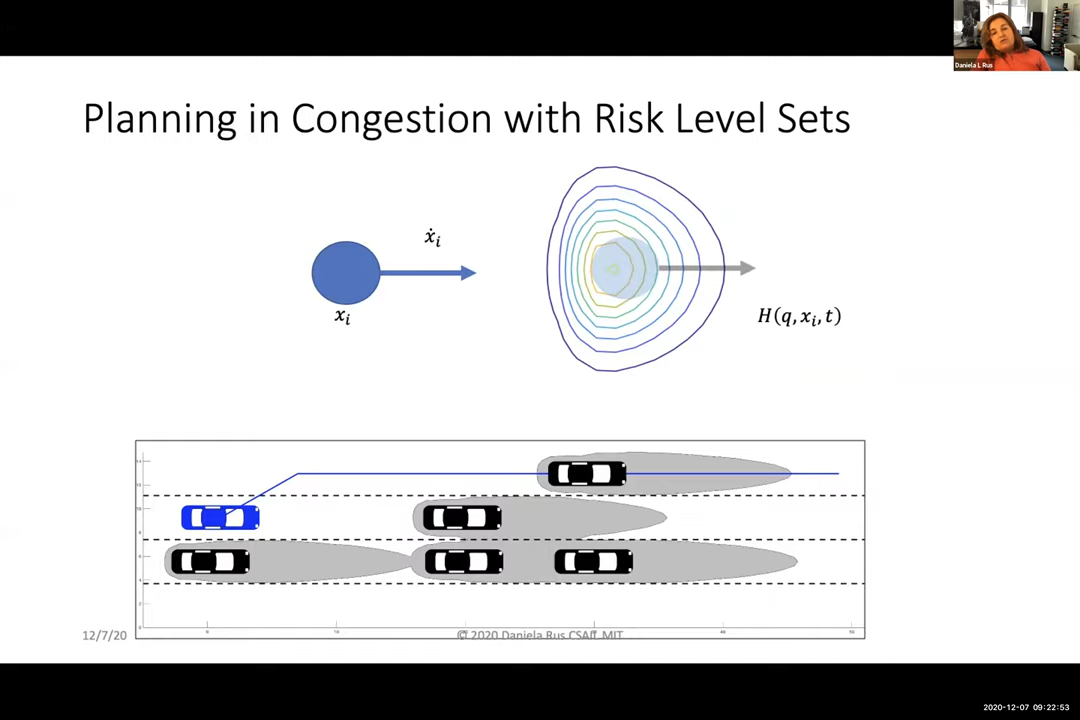 Daniela L Rus
Planning in Congestion with Risk Level Sets
ẋᵢ
xᵢ
H(q, xᵢ, t)
12/7/20
© 2020 Daniela Rus CSAIL MIT
2020-12-07 09:22:53